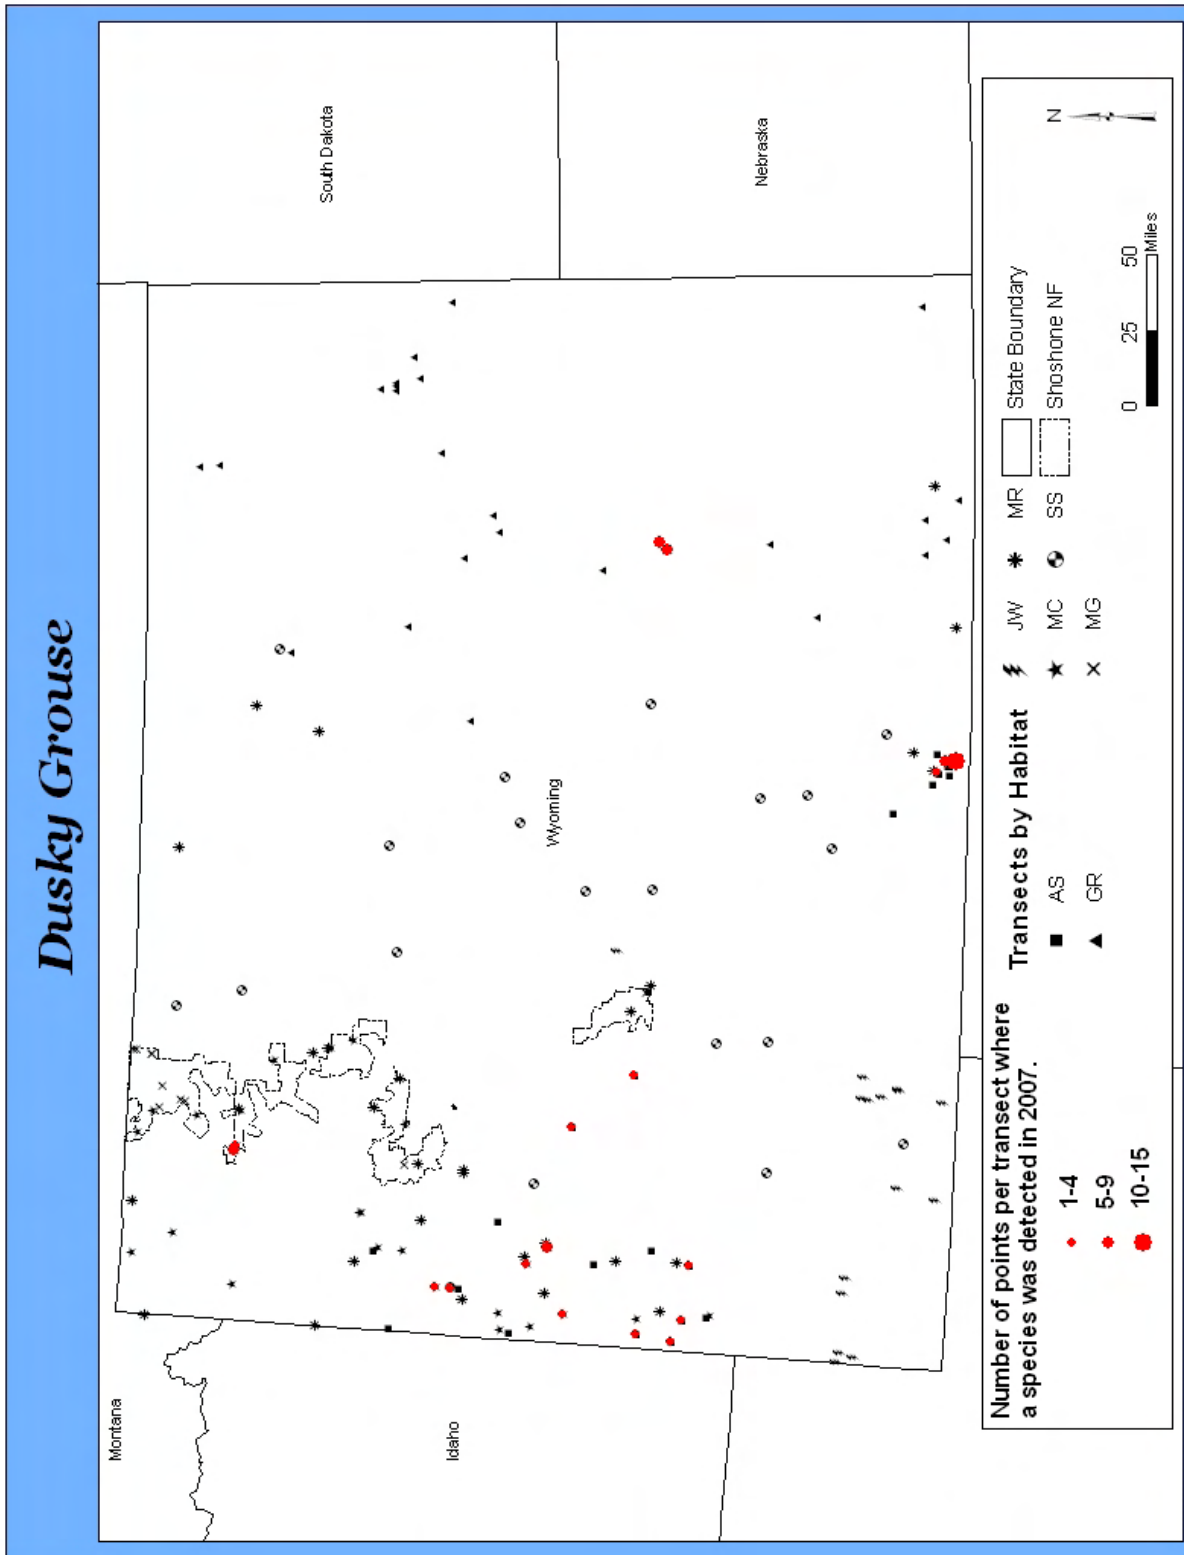 Dusky Grouse
Montana
Idaho
Wyoming
South Dakota
Nebraska
Number of points per transect where
a species was detected in 2007.
1-4
5-9
10-15
Transects by Habitat
AS
GR
JW
MC
MG
MR
SS
State Boundary
Shoshone NF
N
0 25 50
Miles